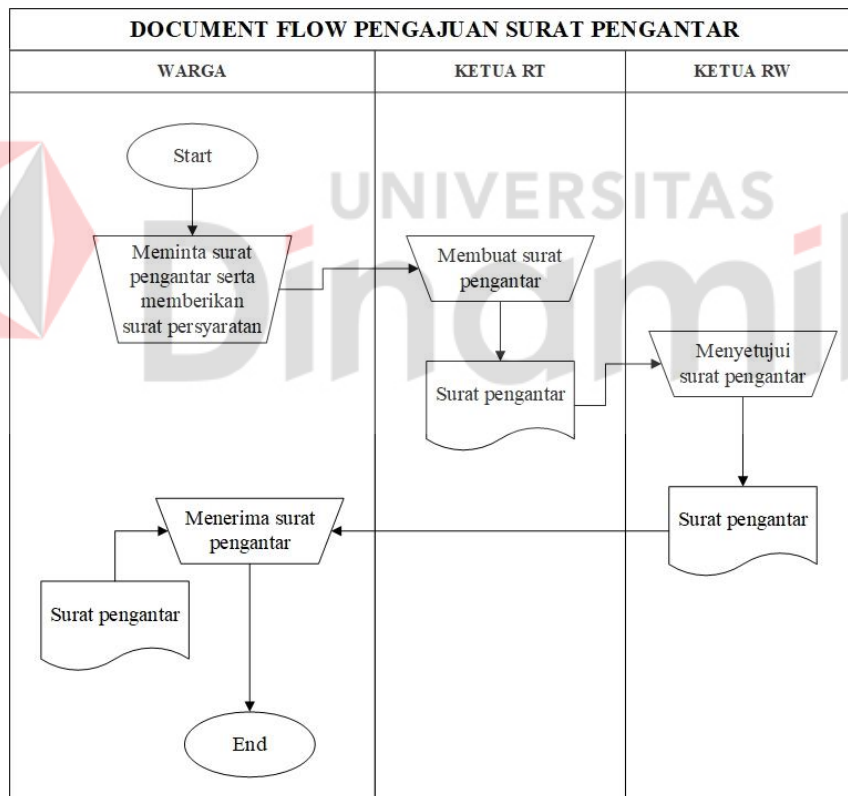 DOCUMENT FLOW PENGAJUAN SURAT PENGANTAR
WARGA
KETUA RT
KETUA RW
Start
UNIVERSITAS
Dinami
Meminta surat
pengantar serta
memberikan
surat persyaratan
Membuat surat
pengantar
Surat pengantar
Menyetujui
surat pengantar
Surat pengantar
Menerima surat
pengantar
Surat pengantar
End